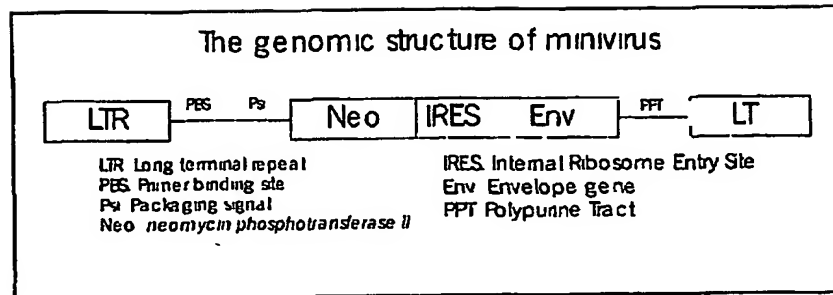 The genomic structure of minivirus
LTR PBS Psi Neo IRES Env PPT LT
LTR Long terminal repeat
PBS. Primer binding site
Psi Packaging signal
Neo neomycin phosphotransferase II
IRES. Internal Ribosome Entry Site
Env Envelope gene
PPT Polypurine Tract